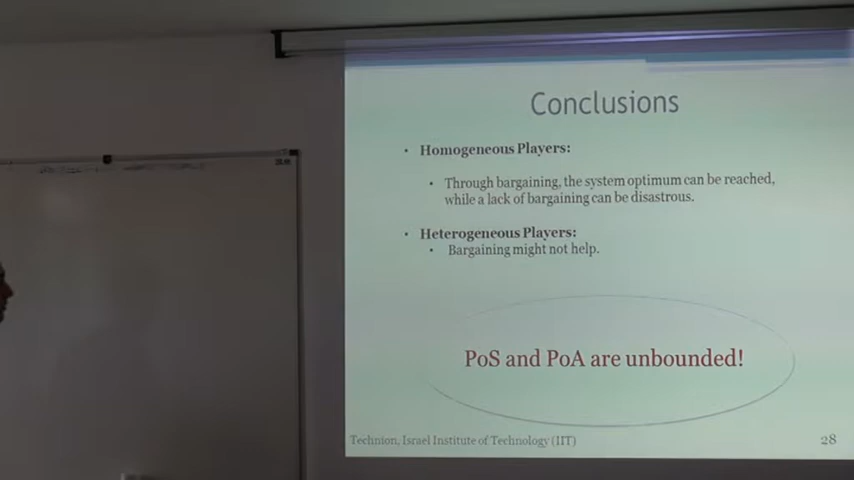 Conclusions
• Homogeneous Players:
• Through bargaining, the system optimum can be reached,
while a lack of bargaining can be disastrous.
• Heterogeneous Players:
• Bargaining might not help.
PoS and PoA are unbounded!
Technion, Israel Institute of Technology (IIT)
28